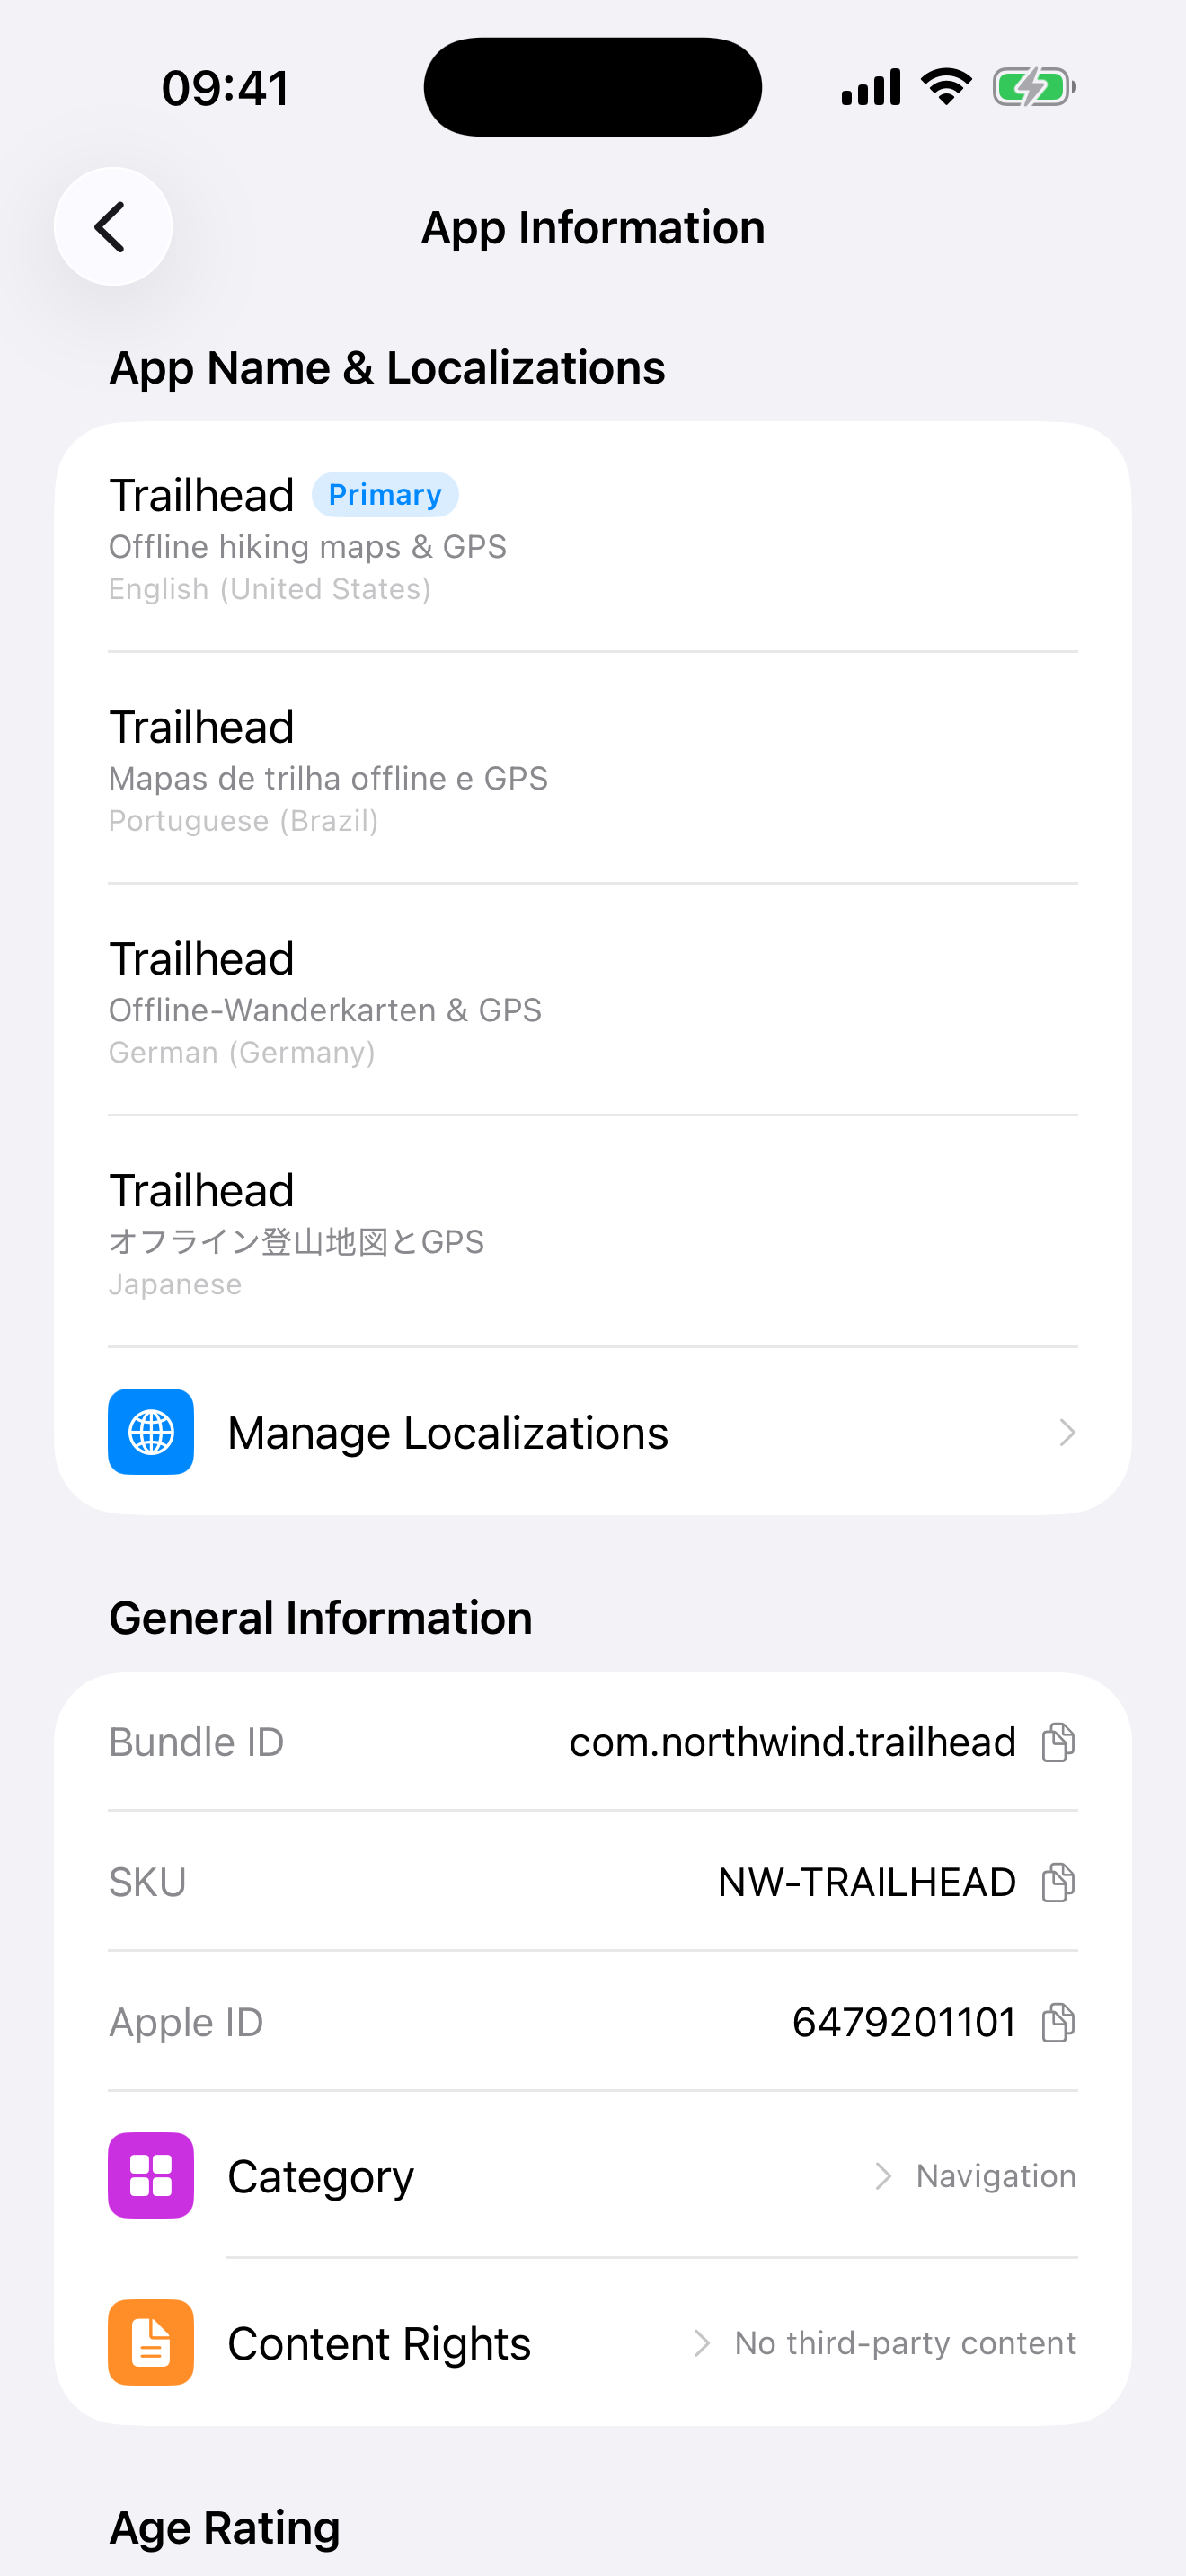 09:41
App Information
App Name & Localizations
Trailhead Primary
Offline hiking maps & GPS
English (United States)
Trailhead
Mapas de trilha offline e GPS
Portuguese (Brazil)
Trailhead
Offline-Wanderkarten & GPS
German (Germany)
Trailhead
オフライン登山地図とGPS
Japanese
Manage Localizations
General Information
Bundle ID com.northwind.trailhead
SKU NW-TRAILHEAD
Apple ID 6479201101
Category Navigation
Content Rights No third-party content
Age Rating